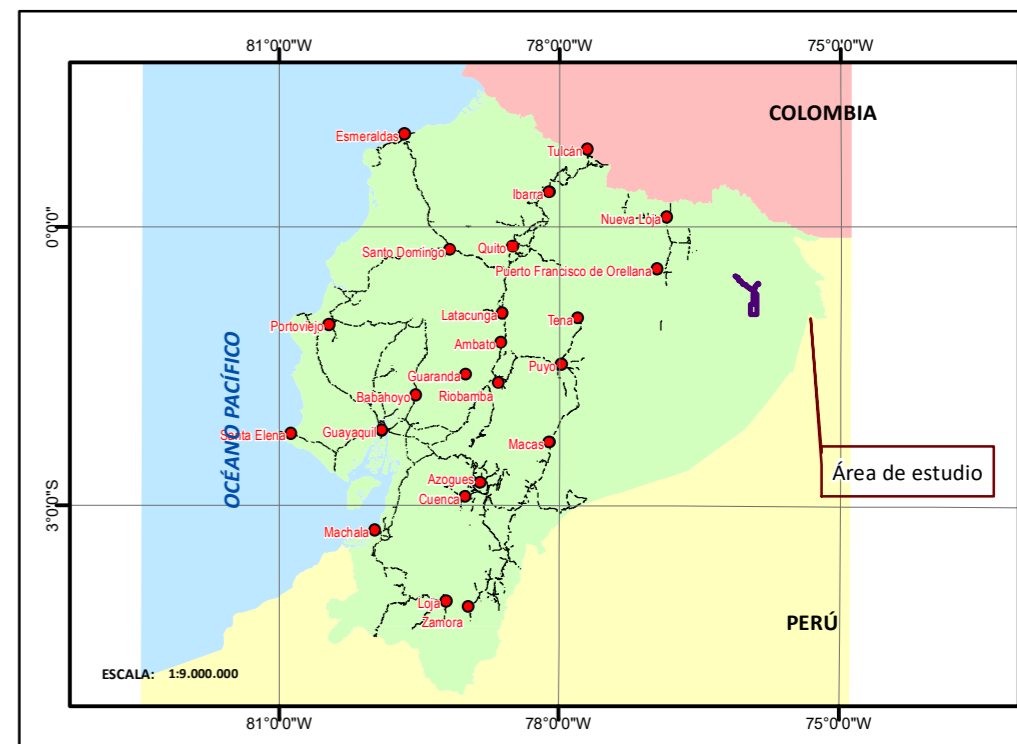 81°0'0"W
78°0'0"W
75°0'0"W
COLOMBIA
Esmeraldas
Tulcán
Ibarra
Nueva Loja
0°0'0"
Santo Domingo
Quito
Puerto Francisco de Orellana
Latacunga
Tena
Portoviejo
Ambato
Puyo
Guaranda
Riobamba
Babahoyo
OCÉANO PACÍFICO
Santa Elena
Guayaquil
Macas
Área de estudio
Azogues
Cuenca
3°0'0"S
Machala
Loja
Zamora
PERÚ
ESCALA: 1:9.000.000
81°0'0"W
78°0'0"W
75°0'0"W